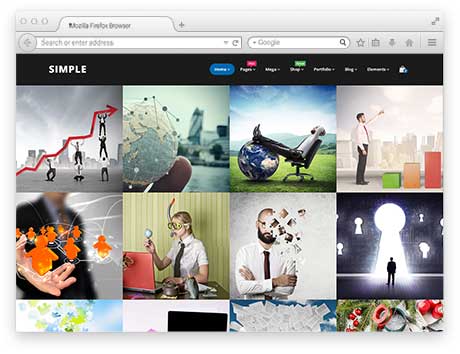 Mozilla Firefox Browser
Search or enter address
Google
SIMPLE
Hot
New
Home
Pages
Mega
Shop
Portfolio
Blog
Elements